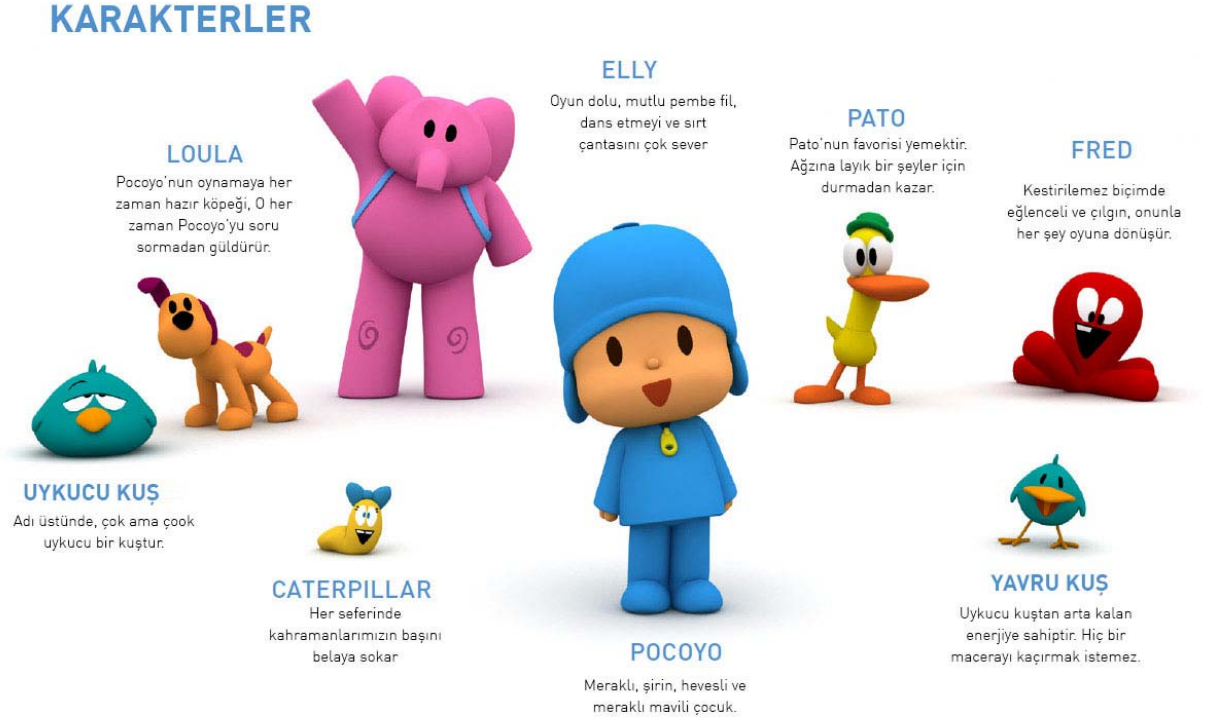 KARAKTERLER
ELLY
Oyun dolu, mutlu pembe fil,
dans etmeyi ve sırt
çantasını çok sever
PATO
Pato'nun favorisi yemektir.
Ağzına layık bir şeyler için
durmadan kazar.
FRED
Kestirilemez biçimde
eğlenceli ve çılgın, onunla
her şey oyuna dönüşür.
LOULA
Pocoyo'nun oynamaya her
zaman hazır köpeği, O her
zaman Pocoyo'yu soru
sormadan güldürür.
UYKUCU KUŞ
Adı üstünde, çok ama çook
uykucu bir kuştur.
CATERPILLAR
Her seferinde
kahramanlarımızın başını
belaya sokar
POCOYO
Meraklı, şirin, hevesli ve
meraklı mavili çocuk.
YAVRU KUŞ
Uykucu kuştan arta kalan
enerjiye sahiptir. Hiç bir
macerayı kaçırmak istemez.